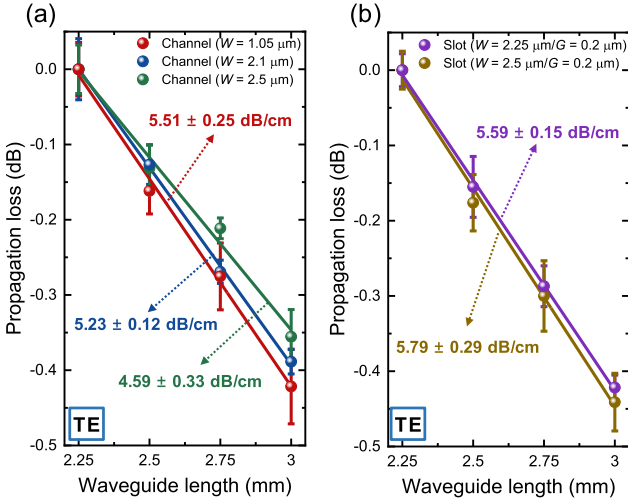 (a)
Channel (W = 1.05 μm)
Channel (W = 2.1 μm)
Channel (W = 2.5 μm)
5.51 ± 0.25 dB/cm
5.23 ± 0.12 dB/cm
4.59 ± 0.33 dB/cm
TE
Propagation loss (dB)
0.0
-0.1
-0.2
-0.3
-0.4
-0.5
2.25 2.5 2.75 3
Waveguide length (mm)
(b)
Slot (W = 2.25 μm/G = 0.2 μm)
Slot (W = 2.5 μm/G = 0.2 μm)
5.59 ± 0.15 dB/cm
5.79 ± 0.29 dB/cm
TE
Propagation loss (dB)
0.0
-0.1
-0.2
-0.3
-0.4
-0.5
2.25 2.5 2.75 3
Waveguide length (mm)